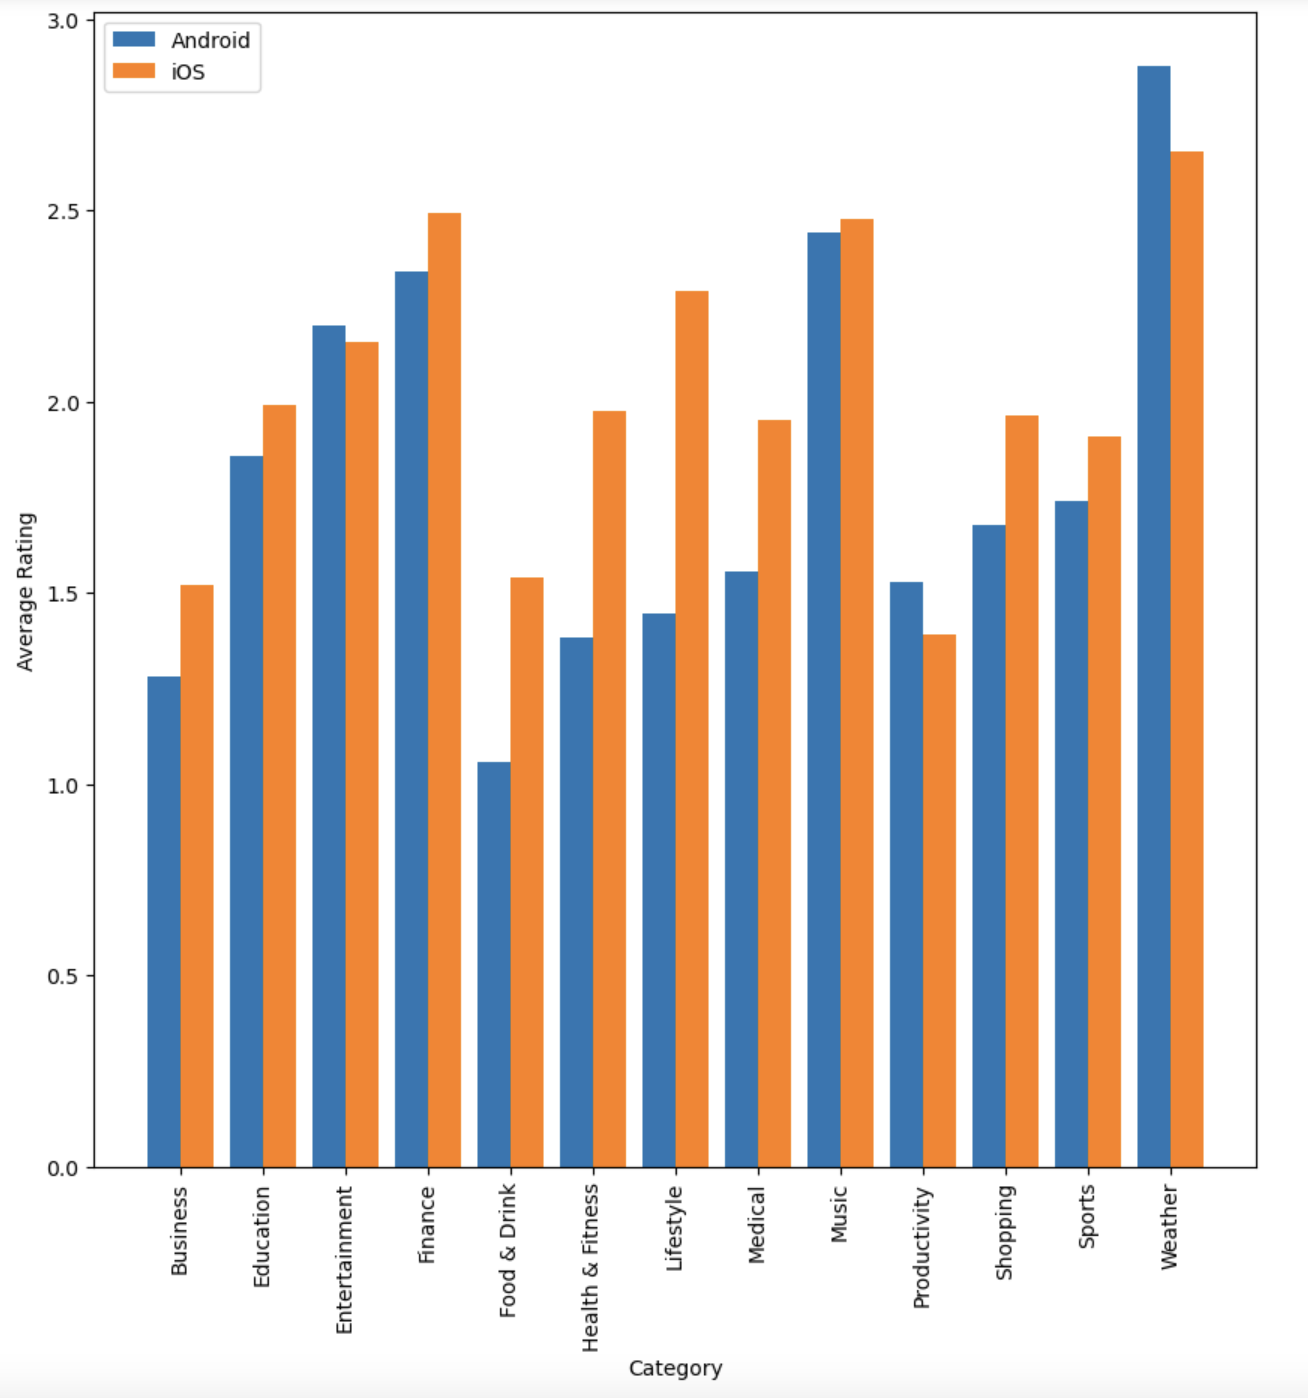 3.0
Android
iOS
2.5
2.0
1.5
1.0
0.5
0.0
Average Rating
Business
Education
Entertainment
Finance
Food & Drink
Health & Fitness
Lifestyle
Medical
Music
Productivity
Shopping
Sports
Weather
Category